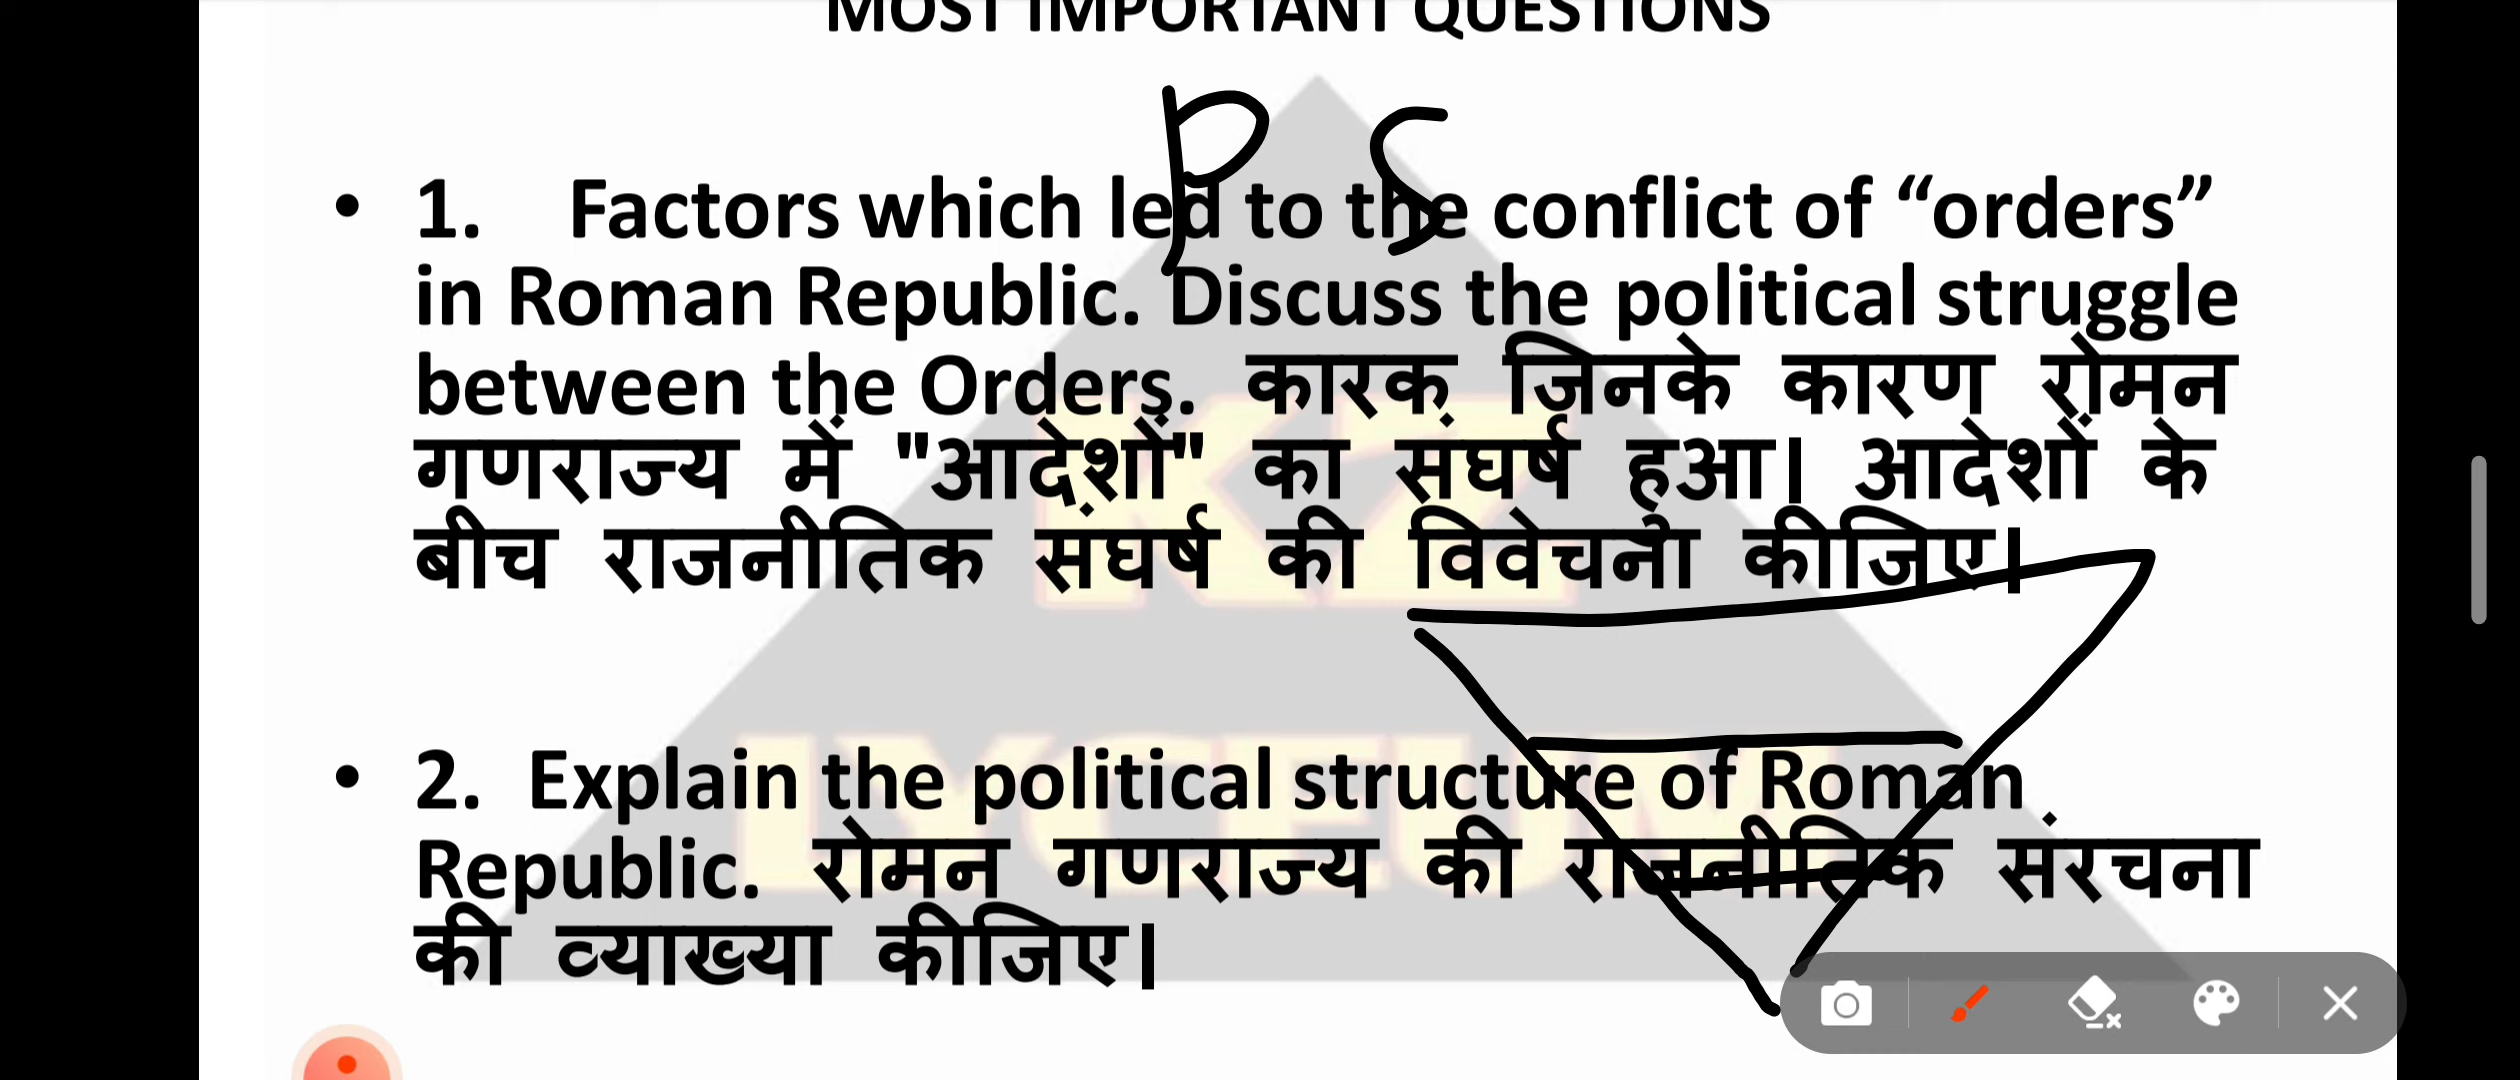 MOST IMPORTANT QUESTIONS
P S
• 1. Factors which led to the conflict of “orders”
in Roman Republic. Discuss the political struggle
between the Orders. कारक जिनके कारण रोमन
गणराज्य में "आदेशों" का संघर्ष हुआ। आदेशों के
बीच राजनीतिक संघर्ष की विवेचना कीजिए।
• 2. Explain the political structure of Roman
Republic. रोमन गणराज्य की राजनीतिक संरचना
की व्याख्या कीजिए।
KZ
LYCEUM